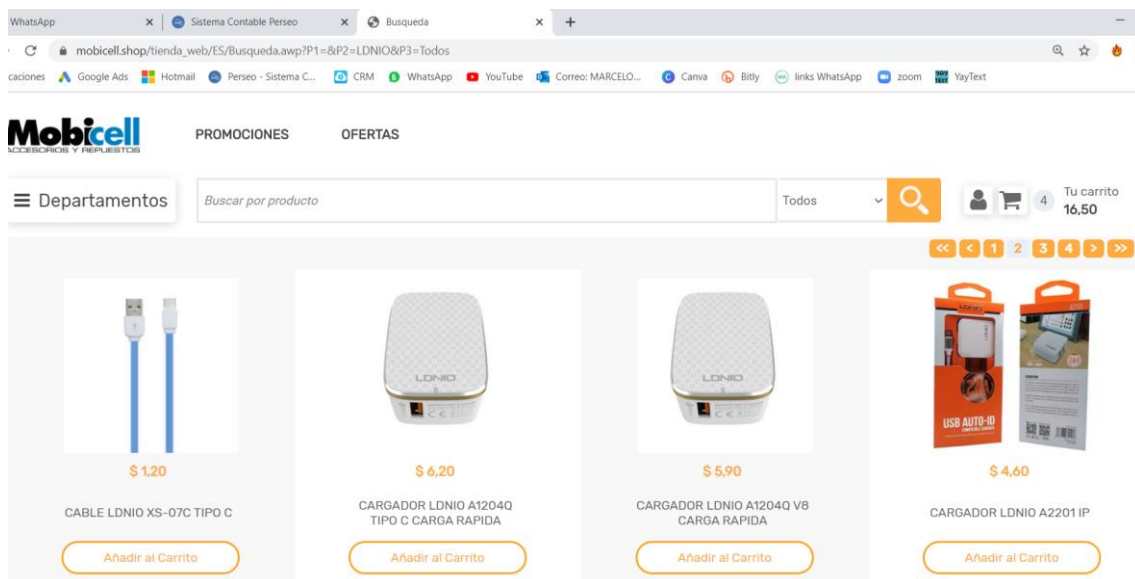 WhatsApp
Sistema Contable Perseo
Busqueda
mobicell.shop/tienda_web/ES/Busqueda.awp?P1=&P2=LDNIO&P3=Todos
caciones Google Ads Hotmail Perseo - Sistema C... CRM WhatsApp YouTube Correo: MARCELO... Canva Bitly links WhatsApp zoom YayText
Mobicell
ACCESORIOS Y REPUESTOS
PROMOCIONES OFERTAS
Departamentos
Buscar por producto
Todos
4
Tu carrito
16,50
<< < 1 2 3 4 > >>
LDNIO
LDNIO
LDNIO
USB AUTO-ID
$ 1,20
$ 6,20
$ 5,90
$ 4,60
CABLE LDNIO XS-07C TIPO C
CARGADOR LDNIO A1204Q
TIPO C CARGA RAPIDA
CARGADOR LDNIO A1204Q V8
CARGA RAPIDA
CARGADOR LDNIO A2201 IP
Añadir al Carrito
Añadir al Carrito
Añadir al Carrito
Añadir al Carrito